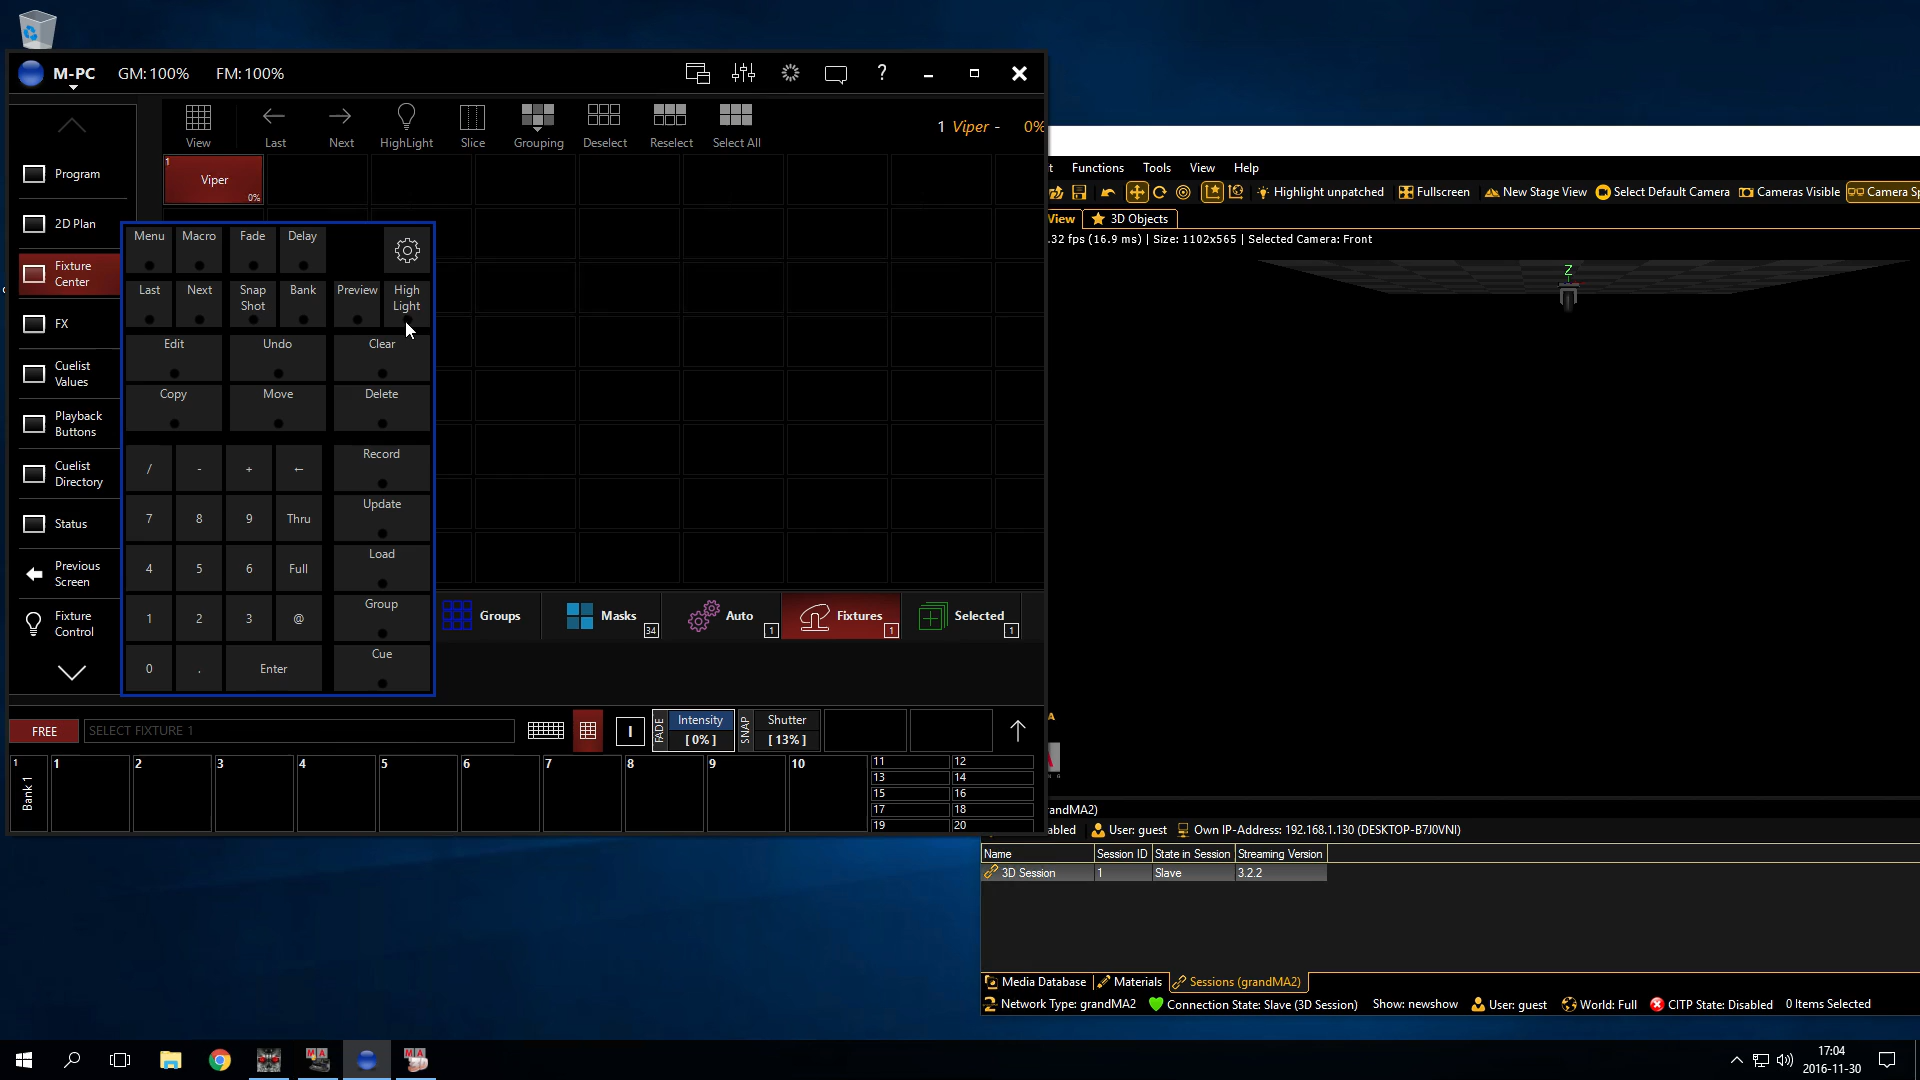 M-PC GM: 100% FM: 100% ?
View Last Next HighLight Slice Grouping Deselect Reselect Select All
1 Viper - 0%
1 Viper 0%
Program
2D Plan
Fixture
Center
FX
Cuelist
Values
Playback
Buttons
Cuelist
Directory
Status
Previous
Screen
Fixture
Control
Menu Macro Fade Delay
Last Next Snap Shot Bank Preview High Light
Edit Undo Clear
Copy Move Delete
/ - + ← Record
7 8 9 Thru Update
4 5 6 Full Load
1 2 3 @ Group
0 . Enter Cue
Groups Masks 34 Auto 1 Fixtures 1 Selected 1
FREE SELECT FIXTURE 1 I FADE Intensity [ 0% ] SNAP Shutter [ 13% ]
1 Bank 1 1 2 3 4 5 6 7 8 9 10
11 12
13 14
15 16
17 18
19 20
t Functions Tools View Help
Highlight unpatched Fullscreen New Stage View Select Default Camera Cameras Visible Camera Sp
View 3D Objects
.32 fps (16.9 ms) | Size: 1102x565 | Selected Camera: Front
Z
A
randMA2)
abled User: guest Own IP-Address: 192.168.1.130 (DESKTOP-B7J0VNI)
Name Session ID State in Session Streaming Version
3D Session 1 Slave 3.2.2
Media Database Materials Sessions (grandMA2)
Network Type: grandMA2 Connection State: Slave (3D Session) Show: newshow User: guest World: Full CITP State: Disabled 0 Items Selected
MA MA
17:04
2016-11-30